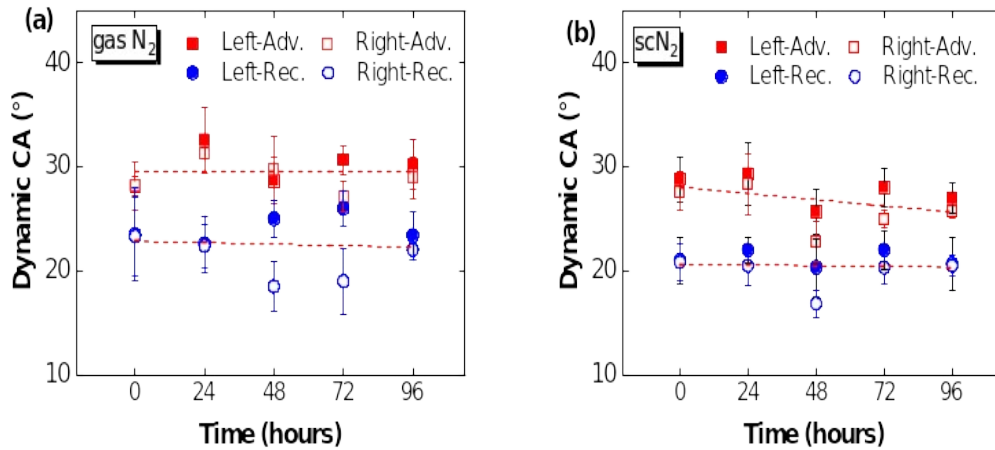 (a)
gas N₂
Left-Adv. Right-Adv.
Left-Rec. Right-Rec.
Dynamic CA (°)
40
30
20
10
0 24 48 72 96
Time (hours)
(b)
scN₂
Left-Adv. Right-Adv.
Left-Rec. Right-Rec.
Dynamic CA (°)
40
30
20
10
0 24 48 72 96
Time (hours)